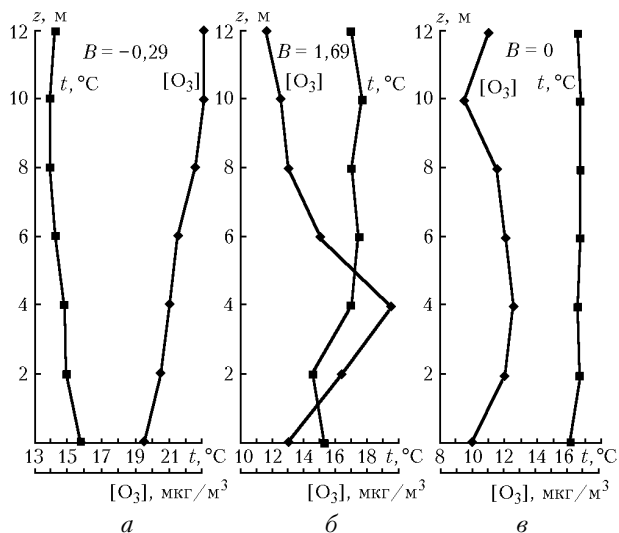 z, м z, м z, м
12 12 12
B = −0,29 B = 1,69 B = 0
t, °C [O₃] [O₃] t, °C [O₃] t, °C
10 10 10
8 8 8
6 6 6
4 4 4
2 2 2
13 15 17 19 21 t, °C 10 12 14 16 18 t, °C 8 10 12 14 16 t, °C
[O₃], мкг/м³ [O₃], мкг/м³ [O₃], мкг/м³
а б в